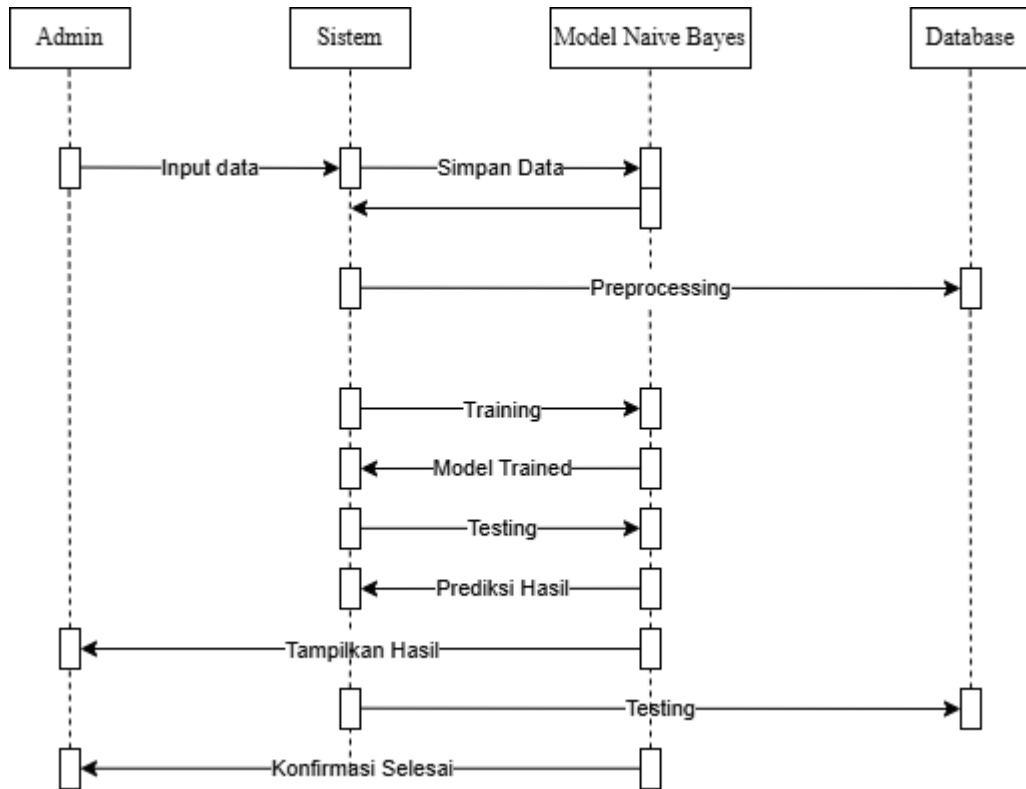 Admin
Sistem
Model Naive Bayes
Database
Input data
Simpan Data
Preprocessing
Training
Model Trained
Testing
Prediksi Hasil
Tampilkan Hasil
Testing
Konfirmasi Selesai